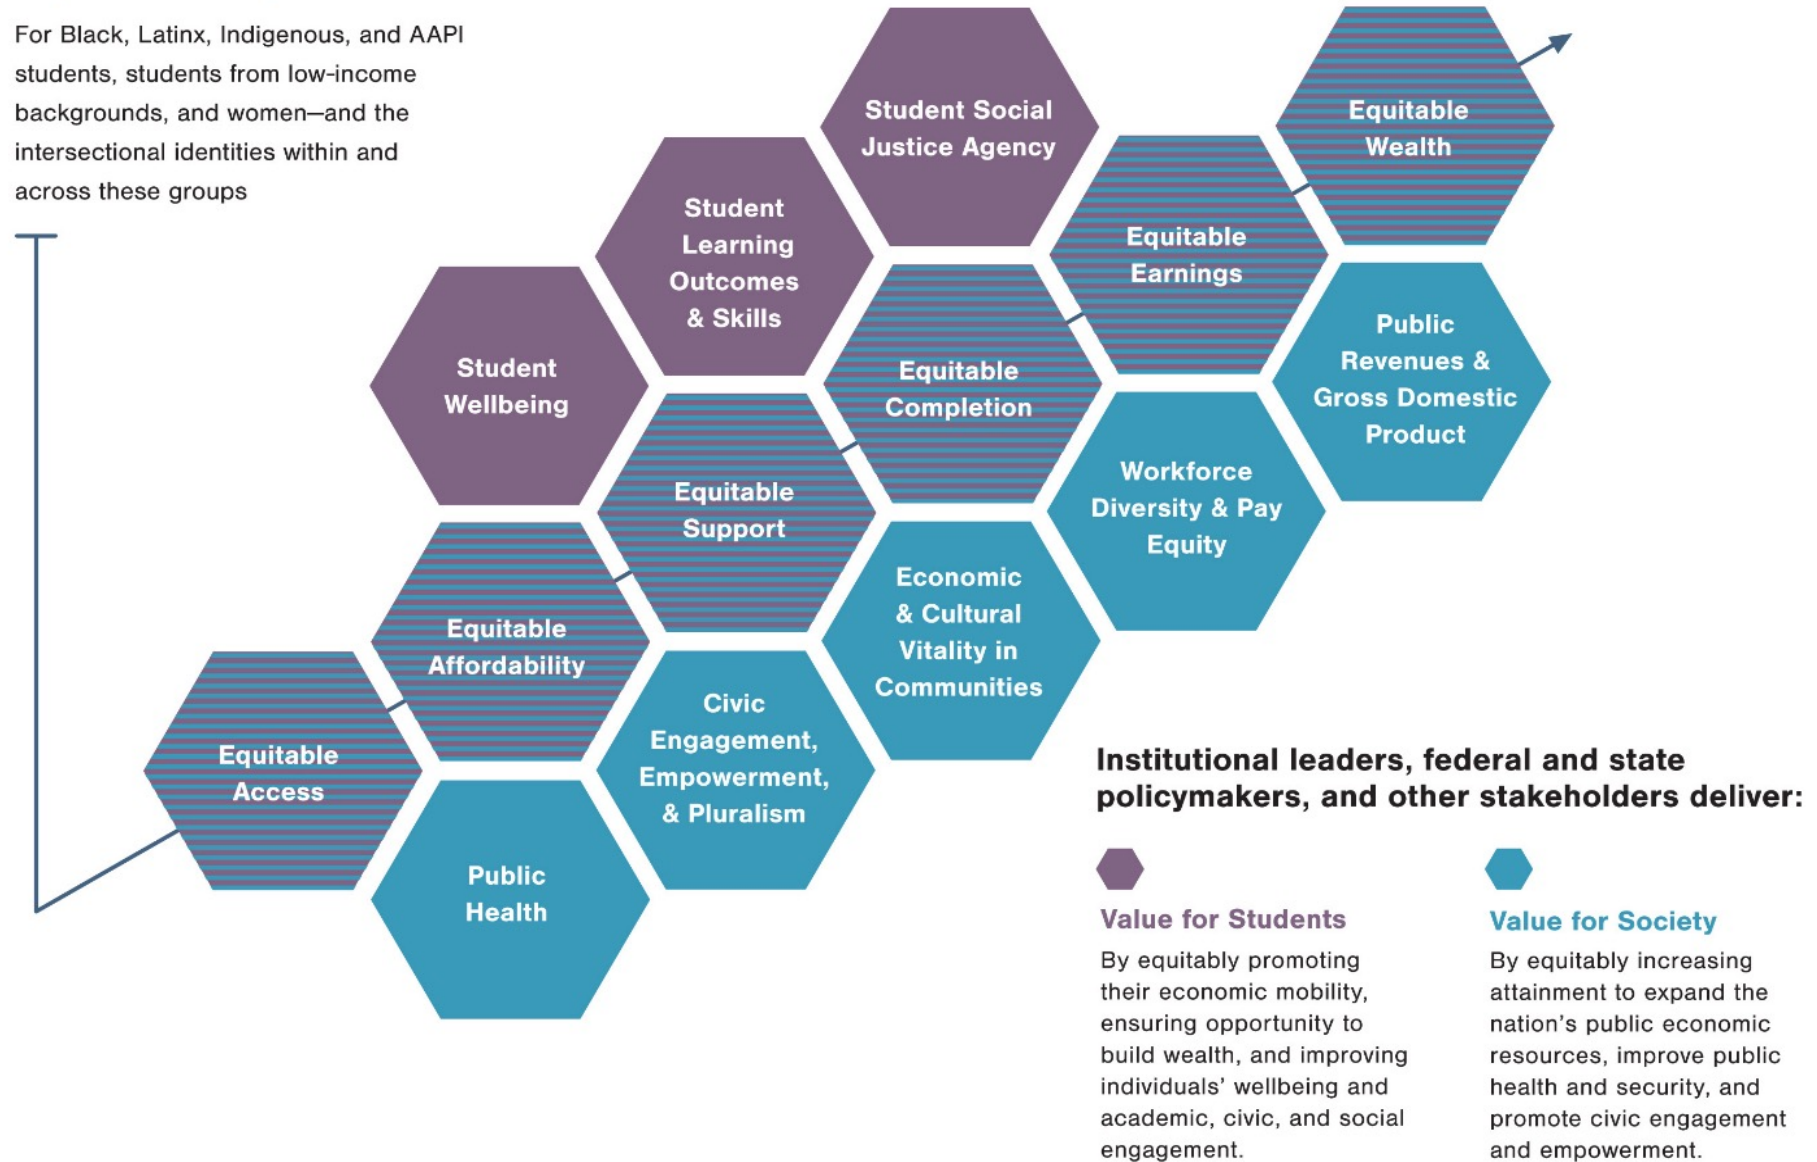 For Black, Latinx, Indigenous, and AAPI
students, students from low-income
backgrounds, and women—and the
intersectional identities within and
across these groups
Student Social
Justice Agency
Equitable
Wealth
Student
Learning
Outcomes
& Skills
Equitable
Earnings
Student
Wellbeing
Equitable
Completion
Public
Revenues &
Gross Domestic
Product
Equitable
Support
Workforce
Diversity & Pay
Equity
Equitable
Affordability
Economic
& Cultural
Vitality in
Communities
Equitable
Access
Civic
Engagement,
Empowerment,
& Pluralism
Public
Health
Institutional leaders, federal and state
policymakers, and other stakeholders deliver:
Value for Students
By equitably promoting
their economic mobility,
ensuring opportunity to
build wealth, and improving
individuals’ wellbeing and
academic, civic, and social
engagement.
Value for Society
By equitably increasing
attainment to expand the
nation’s public economic
resources, improve public
health and security, and
promote civic engagement
and empowerment.